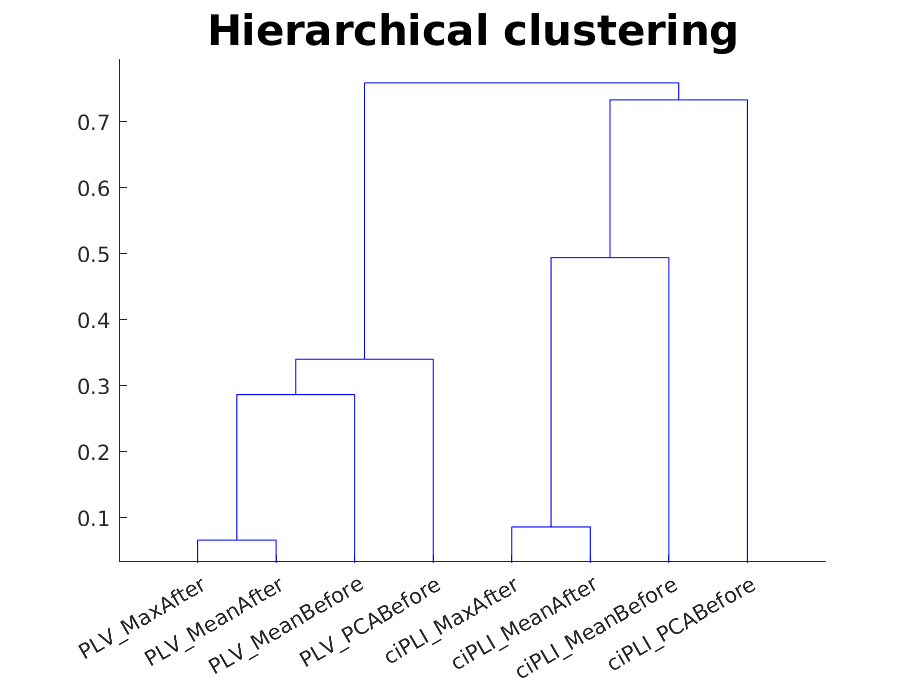 Hierarchical clustering
0.7
0.6
0.5
0.4
0.3
0.2
0.1
PLV_MaxAfter
PLV_MeanAfter
PLV_MeanBefore
PLV_PCABefore
ciPLI_MaxAfter
ciPLI_MeanAfter
ciPLI_MeanBefore
ciPLI_PCABefore